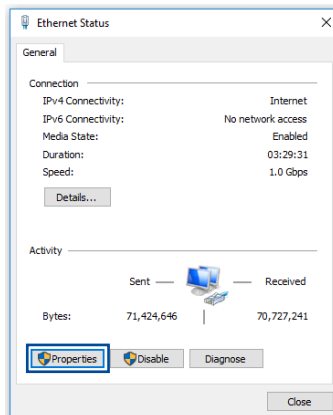 Ethernet Status
General
Connection
IPv4 Connectivity: Internet
IPv6 Connectivity: No network access
Media State: Enabled
Duration: 03:29:31
Speed: 1.0 Gbps
Details...
Activity
Sent Received
Bytes: 71,424,646 70,727,241
Properties Disable Diagnose
Close